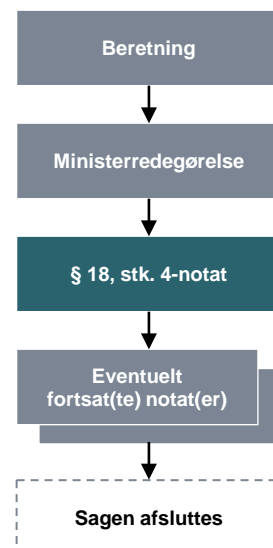 Beretning
Ministerredegørelse
§ 18, stk. 4-notat
Eventuelt
fortsat(te) notat(er)
Sagen afsluttes